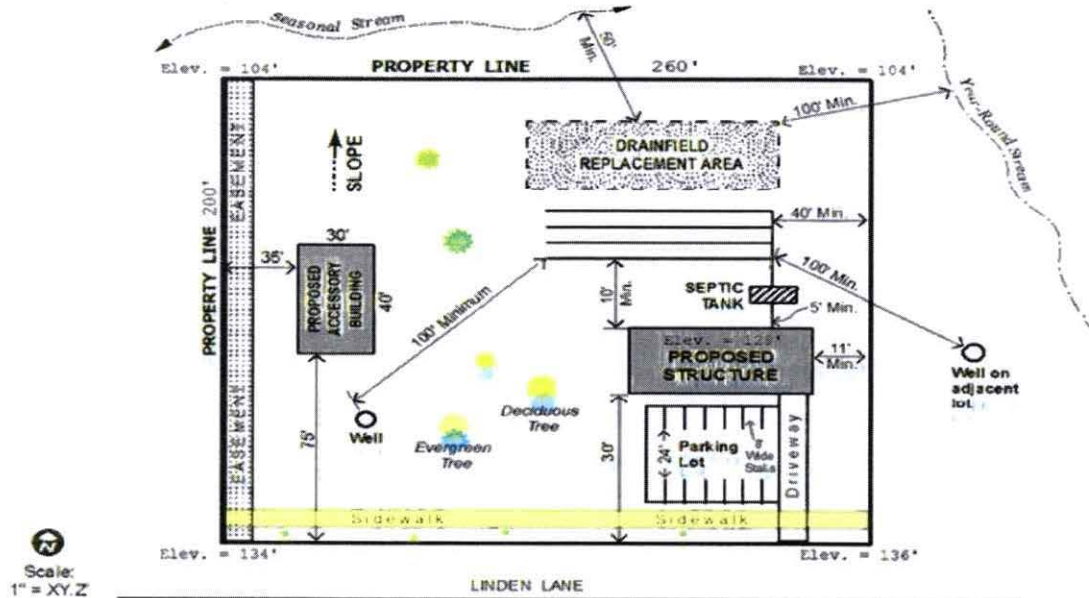 Seasonal Stream
50'
Min.
Elev. = 104'
PROPERTY LINE
260'
Elev. = 104'
Year-Round Stream
100' Min.
DRAINFIELD
REPLACEMENT AREA
SLOPE
EASEMENT
PROPERTY LINE 200'
40' Min.
30'
35'
PROPOSED
ACCESSORY
BUILDING
40'
100' Minimum
10'
Min.
SEPTIC
TANK
100' Min.
5' Min.
PROPOSED
STRUCTURE
11'
Min.
Well on
adjacent
lot.
Well
Deciduous
Tree
Evergreen
Tree
75'
EASEMENT
30'
24'
Parking
Lot
8'
Wide
Stalls
Driveway
Sidewalk
Sidewalk
Elev. = 134'
Elev. = 136'
N
Scale:
1" = XY.Z'
LINDEN LANE